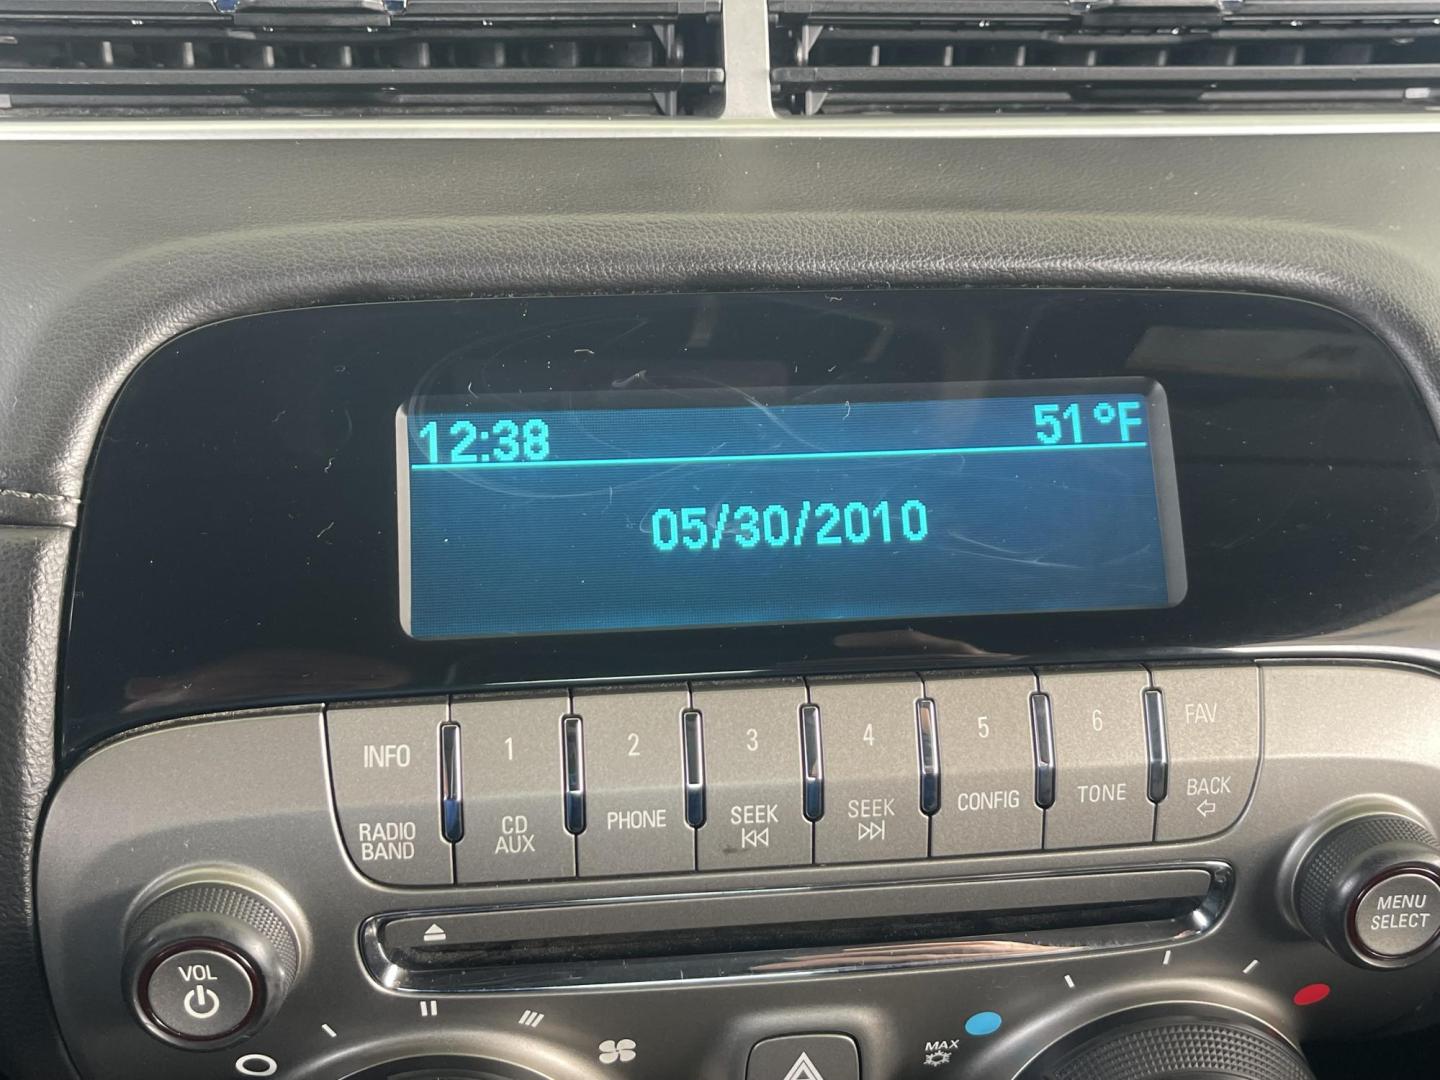 12:38 51°F
05/30/2010
INFO 1 2 3 4 5 6 FAV
RADIO BAND
CD AUX
PHONE
SEEK
SEEK
CONFIG
TONE
BACK
VOL
MENU SELECT
MAX